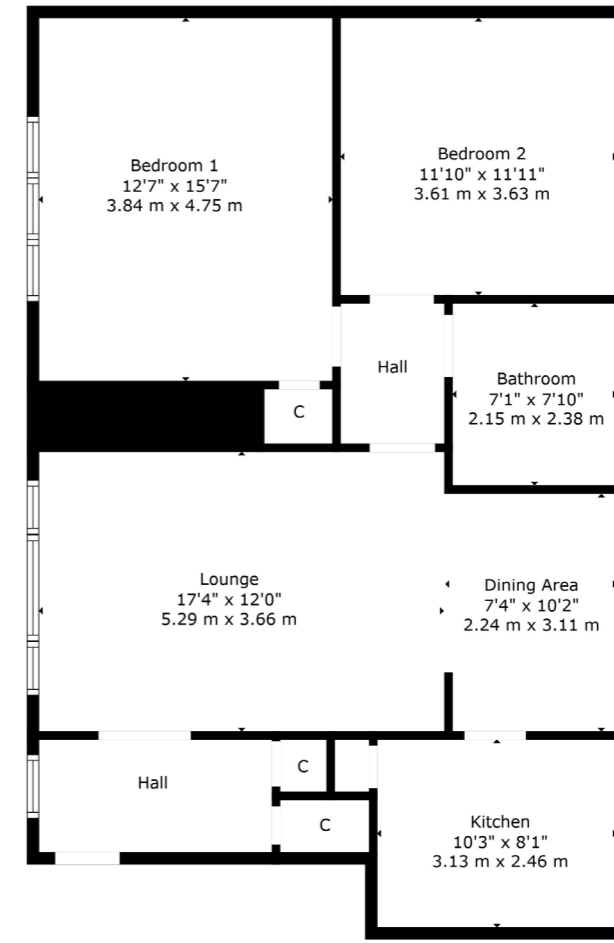 Bedroom 1
12'7" x 15'7"
3.84 m x 4.75 m
Bedroom 2
11'10" x 11'11"
3.61 m x 3.63 m
Hall
Bathroom
7'1" x 7'10"
2.15 m x 2.38 m
C
Lounge
17'4" x 12'0"
5.29 m x 3.66 m
Dining Area
7'4" x 10'2"
2.24 m x 3.11 m
Hall
C
C
Kitchen
10'3" x 8'1"
3.13 m x 2.46 m